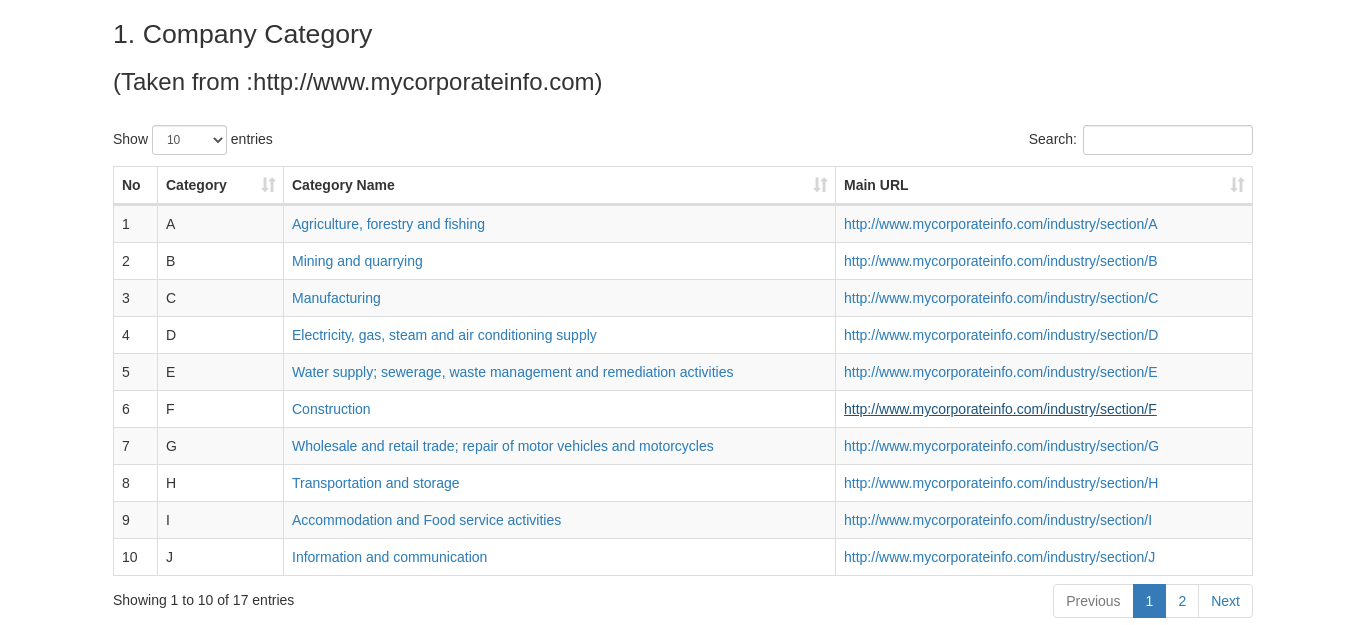 1. Company Category
(Taken from :http://www.mycorporateinfo.com)
Show 10 entries Search:
No Category Category Name Main URL
1 A Agriculture, forestry and fishing http://www.mycorporateinfo.com/industry/section/A
2 B Mining and quarrying http://www.mycorporateinfo.com/industry/section/B
3 C Manufacturing http://www.mycorporateinfo.com/industry/section/C
4 D Electricity, gas, steam and air conditioning supply http://www.mycorporateinfo.com/industry/section/D
5 E Water supply; sewerage, waste management and remediation activities http://www.mycorporateinfo.com/industry/section/E
6 F Construction http://www.mycorporateinfo.com/industry/section/F
7 G Wholesale and retail trade; repair of motor vehicles and motorcycles http://www.mycorporateinfo.com/industry/section/G
8 H Transportation and storage http://www.mycorporateinfo.com/industry/section/H
9 I Accommodation and Food service activities http://www.mycorporateinfo.com/industry/section/I
10 J Information and communication http://www.mycorporateinfo.com/industry/section/J
Showing 1 to 10 of 17 entries Previous 1 2 Next